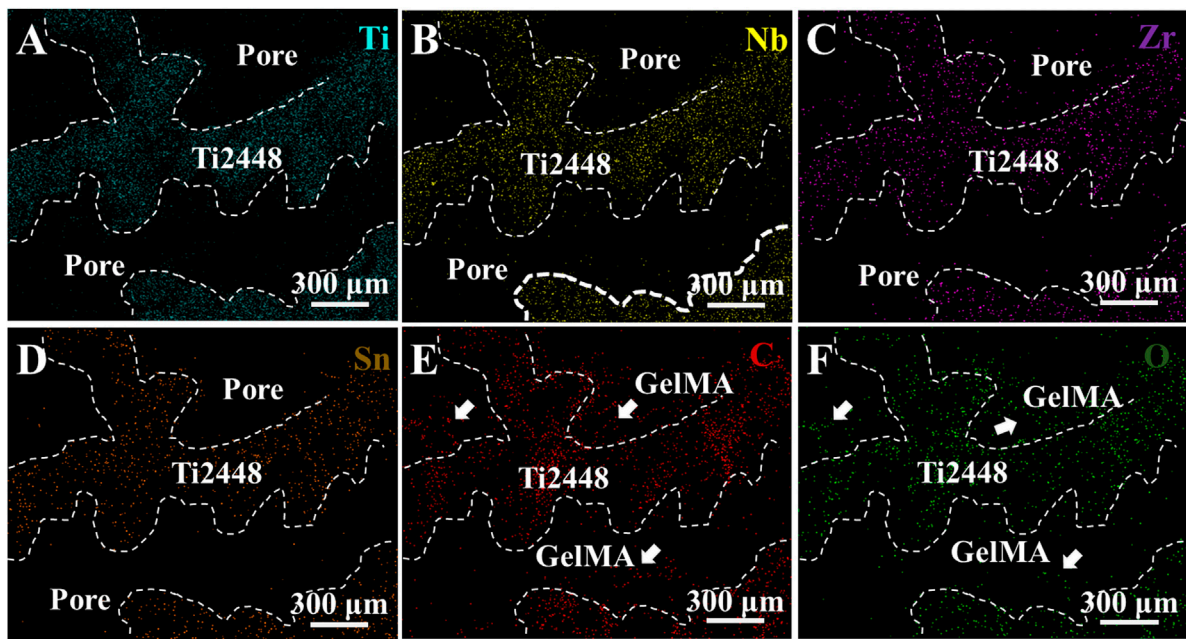 A Ti
Pore
Ti2448
Pore
300 μm
B Nb
Pore
Ti2448
Pore
300 μm
C Zr
Pore
Ti2448
Pore
300 μm
D Sn
Pore
Ti2448
Pore
300 μm
E C
GelMA
Ti2448
GelMA
300 μm
F O
GelMA
Ti2448
GelMA
300 μm